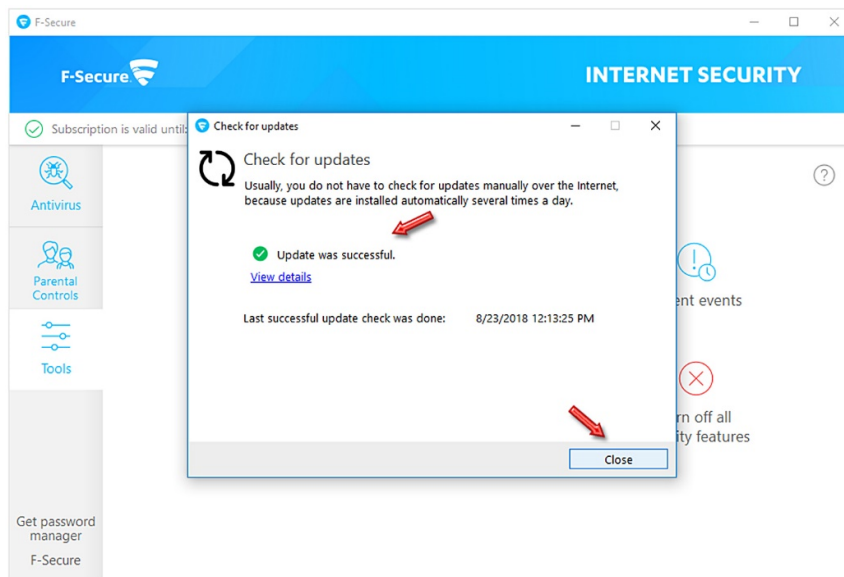 F-Secure
F-Secure.
INTERNET SECURITY
Subscription is valid until:
Check for updates
Check for updates
Usually, you do not have to check for updates manually over the Internet,
because updates are installed automatically several times a day.
Update was successful.
View details
Last successful update check was done: 8/23/2018 12:13:25 PM
Close
Antivirus
Parental
Controls
Tools
Get password
manager
F-Secure
?
events
off all
features